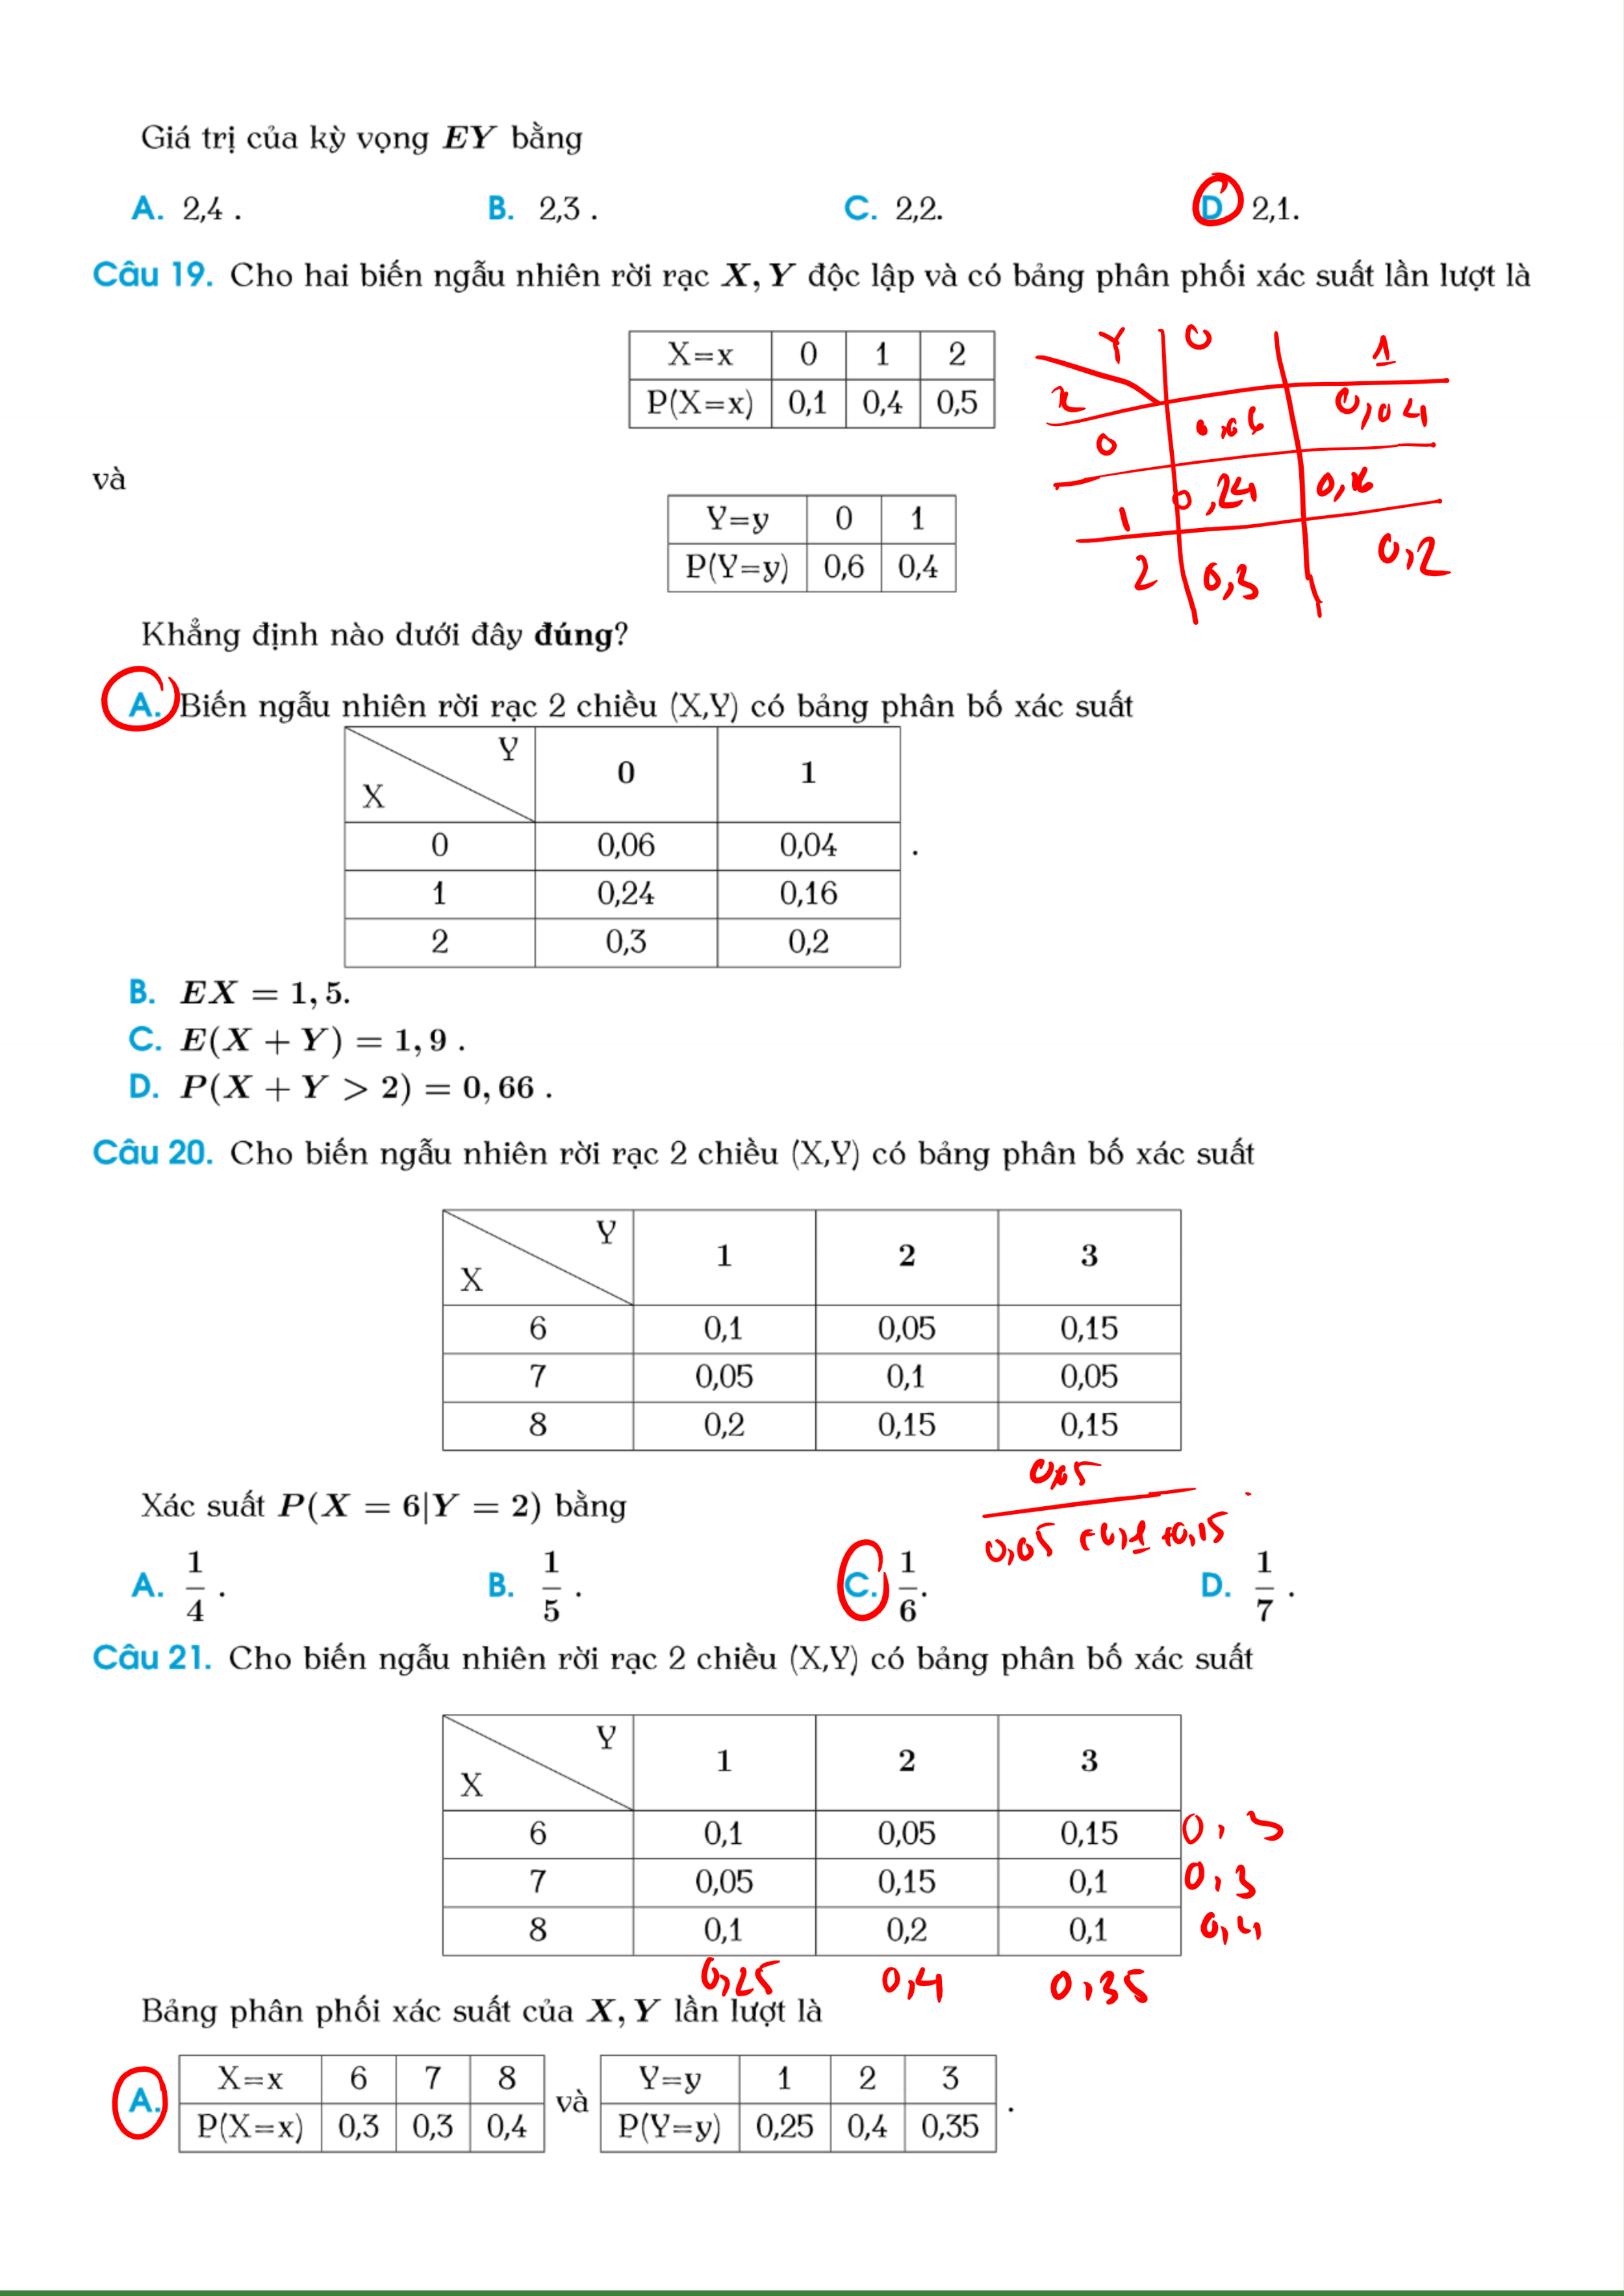 Giá trị của kỳ vọng EY bằng
A. 2,4 . B. 2,3 . C. 2,2. D 2,1.
Câu 19. Cho hai biến ngẫu nhiên rời rạc X, Y độc lập và có bảng phân phối xác suất lần lượt là
X=x 0 1 2
P(X=x) 0,1 0,4 0,5
và
Y=y 0 1
P(Y=y) 0,6 0,4
Y 0 1
x
0 0,06 0,04
1 0,24 0,16
2 0,3 0,2
Khẳng định nào dưới đây đúng?
A. Biến ngẫu nhiên rời rạc 2 chiều (X,Y) có bảng phân bố xác suất
Y
X 0 1
0 0,06 0,04 .
1 0,24 0,16
2 0,3 0,2
B. EX = 1, 5.
C. E(X + Y) = 1, 9 .
D. P(X + Y > 2) = 0, 66 .
Câu 20. Cho biến ngẫu nhiên rời rạc 2 chiều (X,Y) có bảng phân bố xác suất
Y
X 1 2 3
6 0,1 0,05 0,15
7 0,05 0,1 0,05
8 0,2 0,15 0,15
0,05
0,05 + 0,1 + 0,15
Xác suất P(X = 6|Y = 2) bằng
A. 1/4 . B. 1/5 . C. 1/6. D. 1/7 .
Câu 21. Cho biến ngẫu nhiên rời rạc 2 chiều (X,Y) có bảng phân bố xác suất
Y
X 1 2 3
6 0,1 0,05 0,15 0,3
7 0,05 0,15 0,1 0,3
8 0,1 0,2 0,1 0,4
0,25 0,4 0,35
Bảng phân phối xác suất của X, Y lần lượt là
A. X=x 6 7 8 và Y=y 1 2 3 .
P(X=x) 0,3 0,3 0,4 P(Y=y) 0,25 0,4 0,35